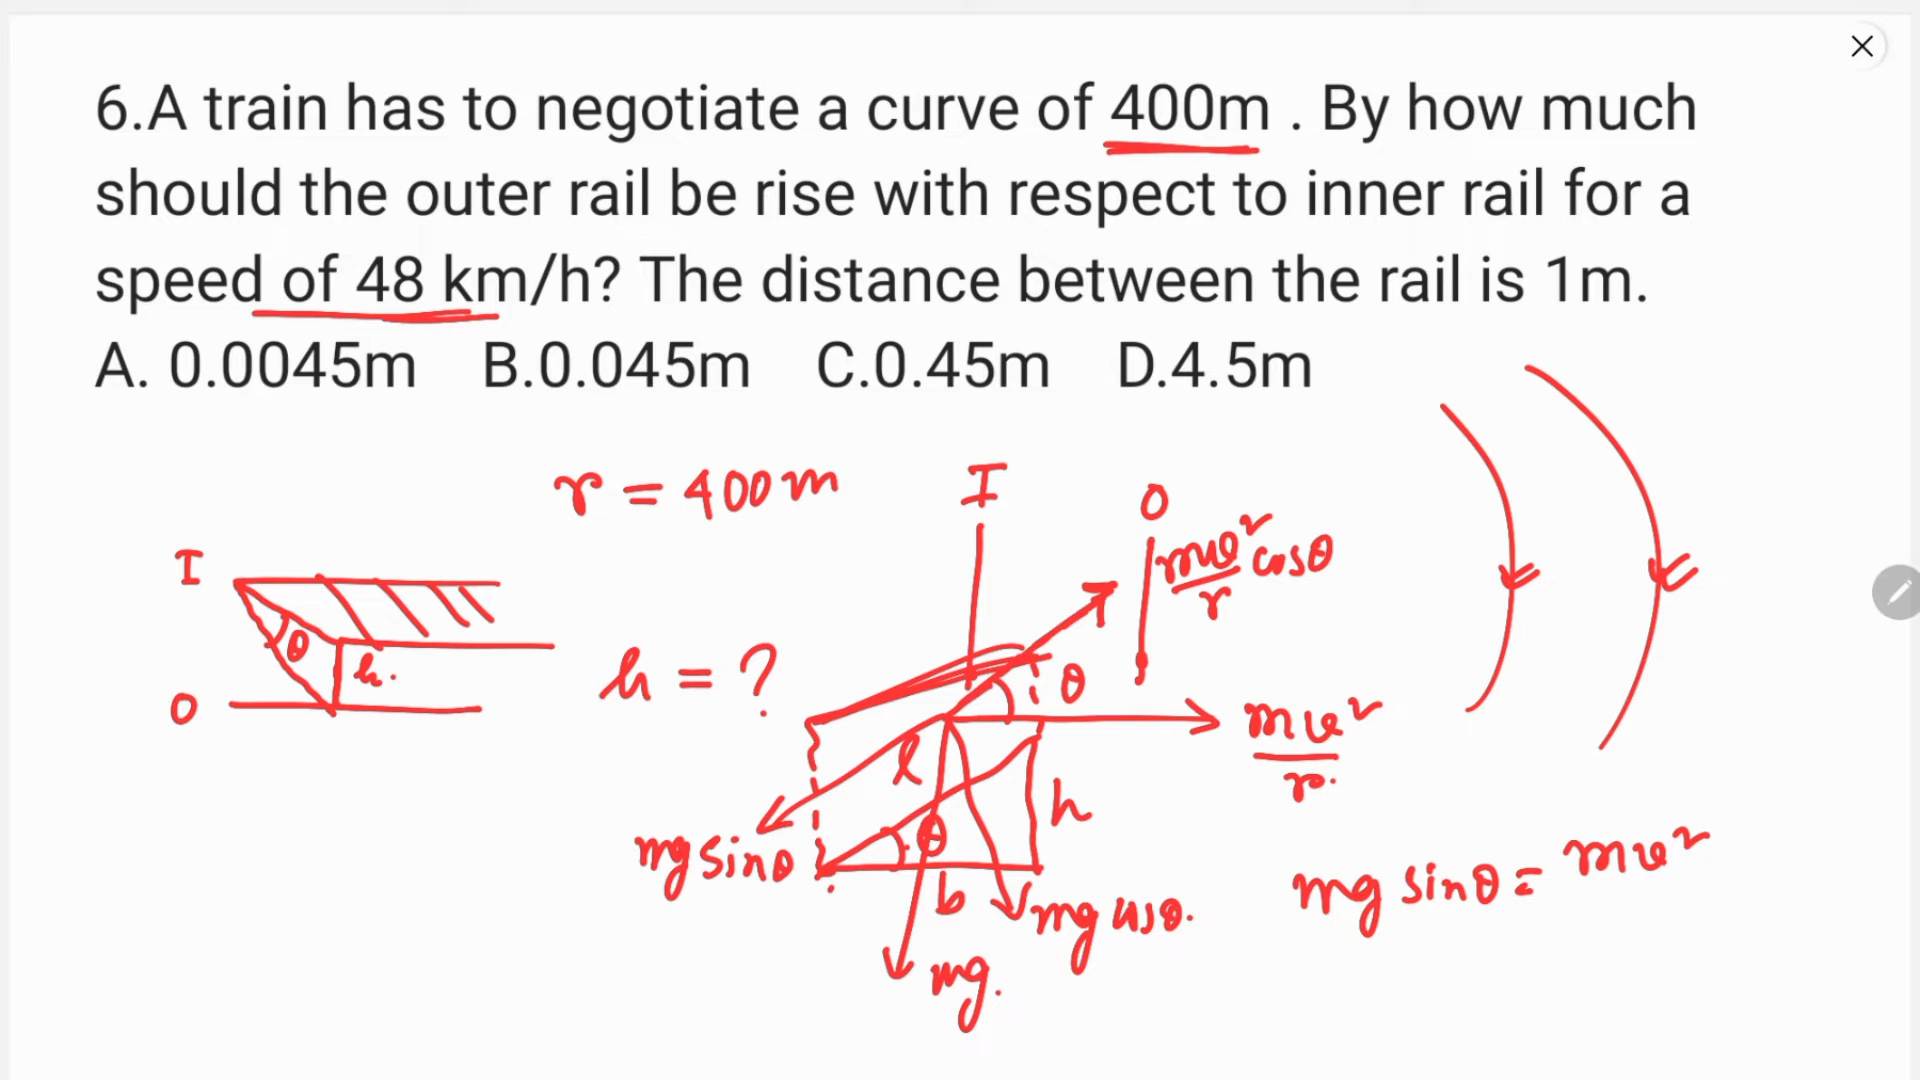 6.A train has to negotiate a curve of 400m . By how much
should the outer rail be rise with respect to inner rail for a
speed of 48 km/h? The distance between the rail is 1m.
A. 0.0045m B.0.045m C.0.45m D.4.5m
r = 400m
I
O
mv²/r cosθ
I
θ
h.
O
h = ?
θ
mv²/r.
l
h
θ
mg sinθ
b
mg cosθ.
mg.
mg sinθ = mv²